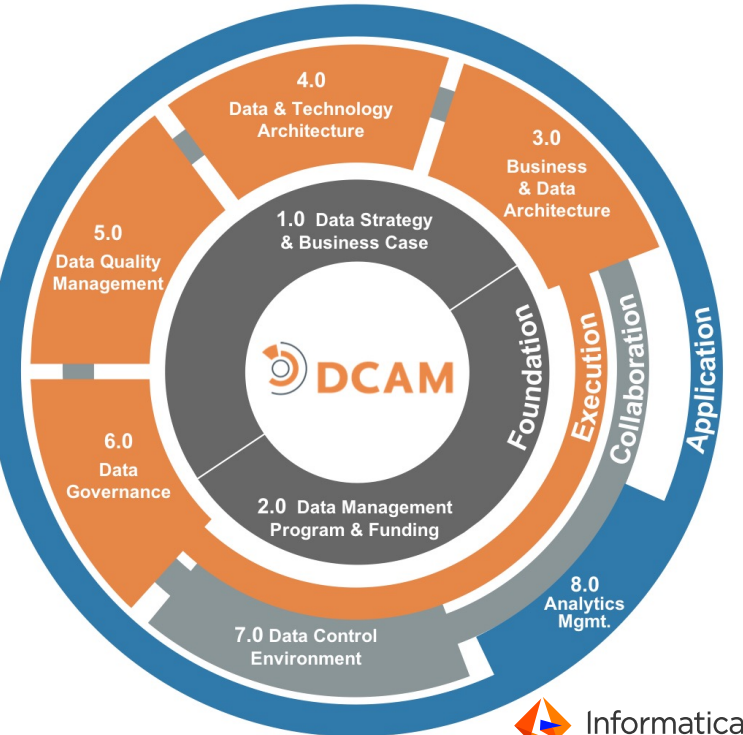 4.0
Data & Technology
Architecture
3.0
Business
& Data
Architecture
5.0
Data Quality
Management
1.0 Data Strategy
& Business Case
DCAM
Foundation
Execution
Collaboration
Application
6.0
Data
Governance
2.0 Data Management
Program & Funding
7.0 Data Control
Environment
8.0
Analytics
Mgmt.
Informatica